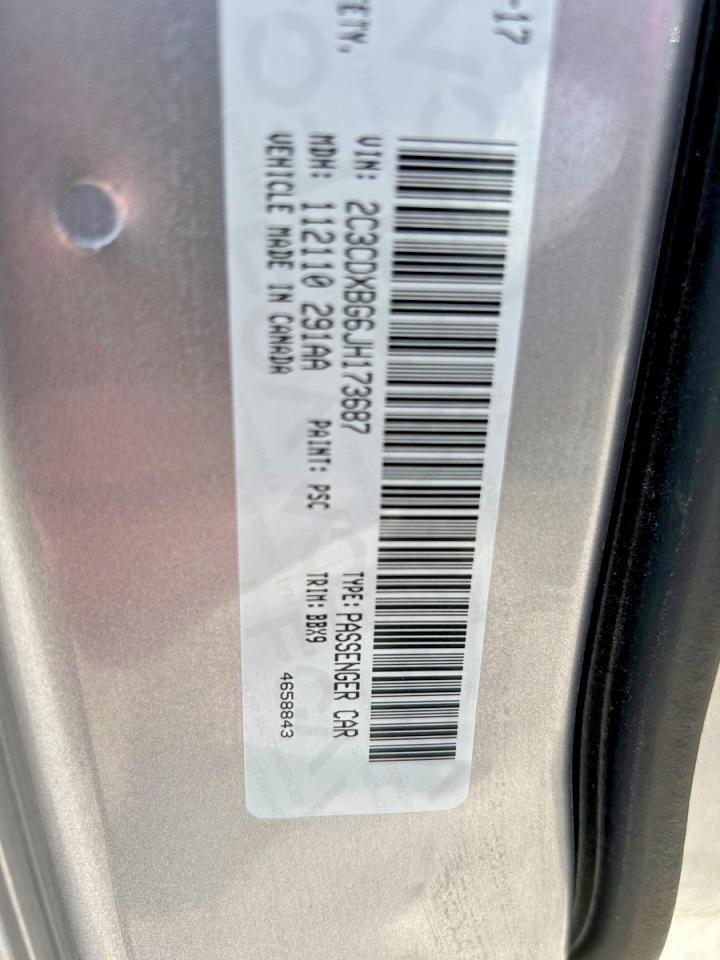 -17
ETY,
VIN: 2C3CDXBG6JH173687
TYPE: PASSENGER CAR
MDH: 112110 291AA
PAINT: PSC
TRIM: BBX9
VEHICLE MADE IN CANADA
4658843